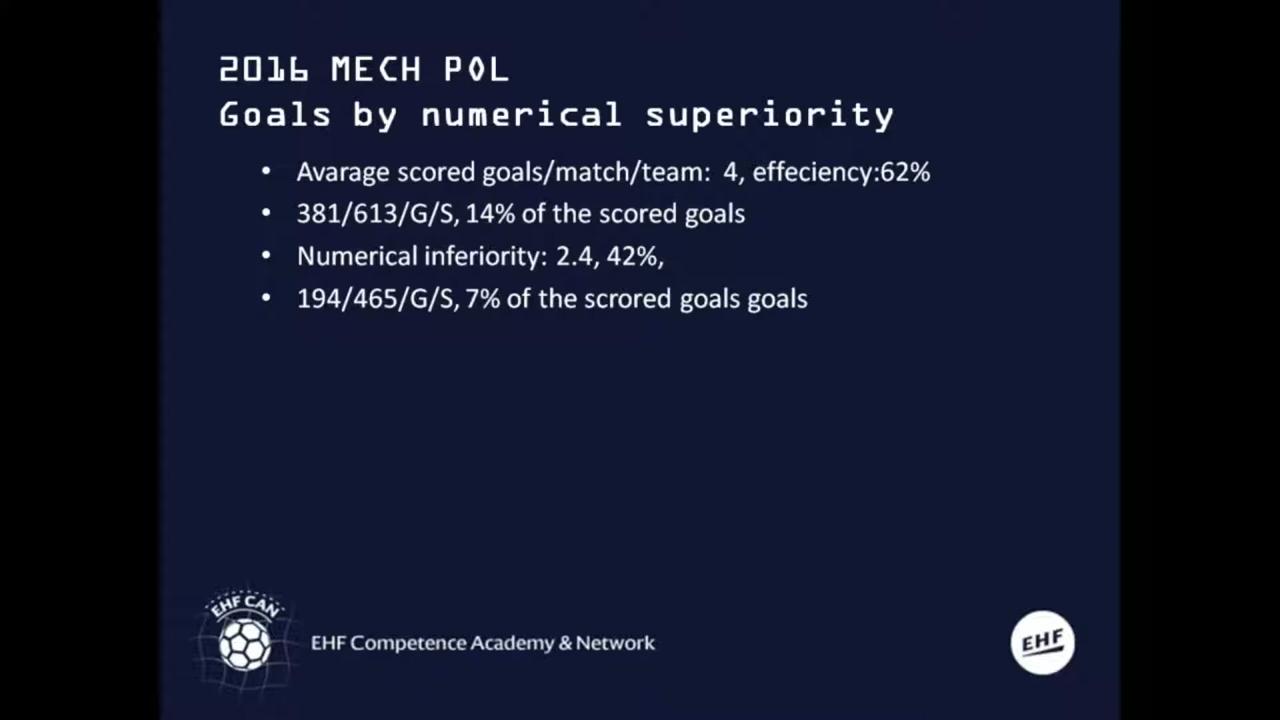 2016 MECH POL
Goals by numerical superiority
• Avarage scored goals/match/team: 4, effeciency:62%
• 381/613/G/S, 14% of the scored goals
• Numerical inferiority: 2.4, 42%,
• 194/465/G/S, 7% of the scrored goals goals
EHF CAN
EHF Competence Academy & Network
EHF